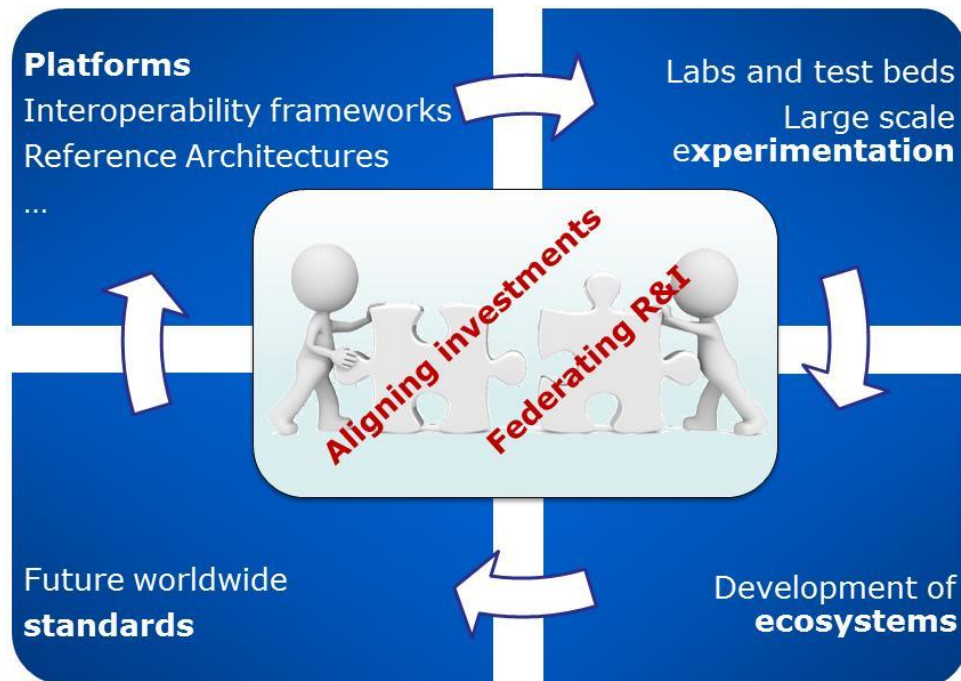 Platforms
Interoperability frameworks
Reference Architectures
…
Labs and test beds
Large scale
experimentation
Aligning investments
Federating R&I
Future worldwide
standards
Development of
ecosystems